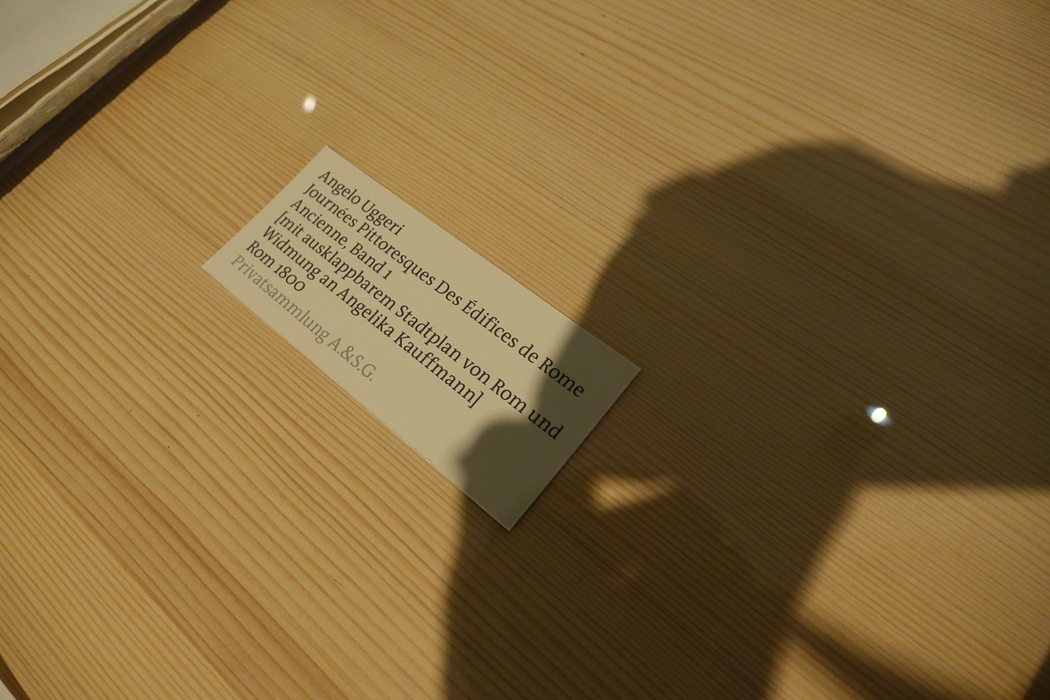 Angelo Uggeri
Journées Pittoresques Des Édifices de Rome
Ancienne, Band 1
[mit ausklappbarem Stadtplan von Rom und
Widmung an Angelika Kauffmann]
Rom 1800
Privatsammlung A.&S.G.